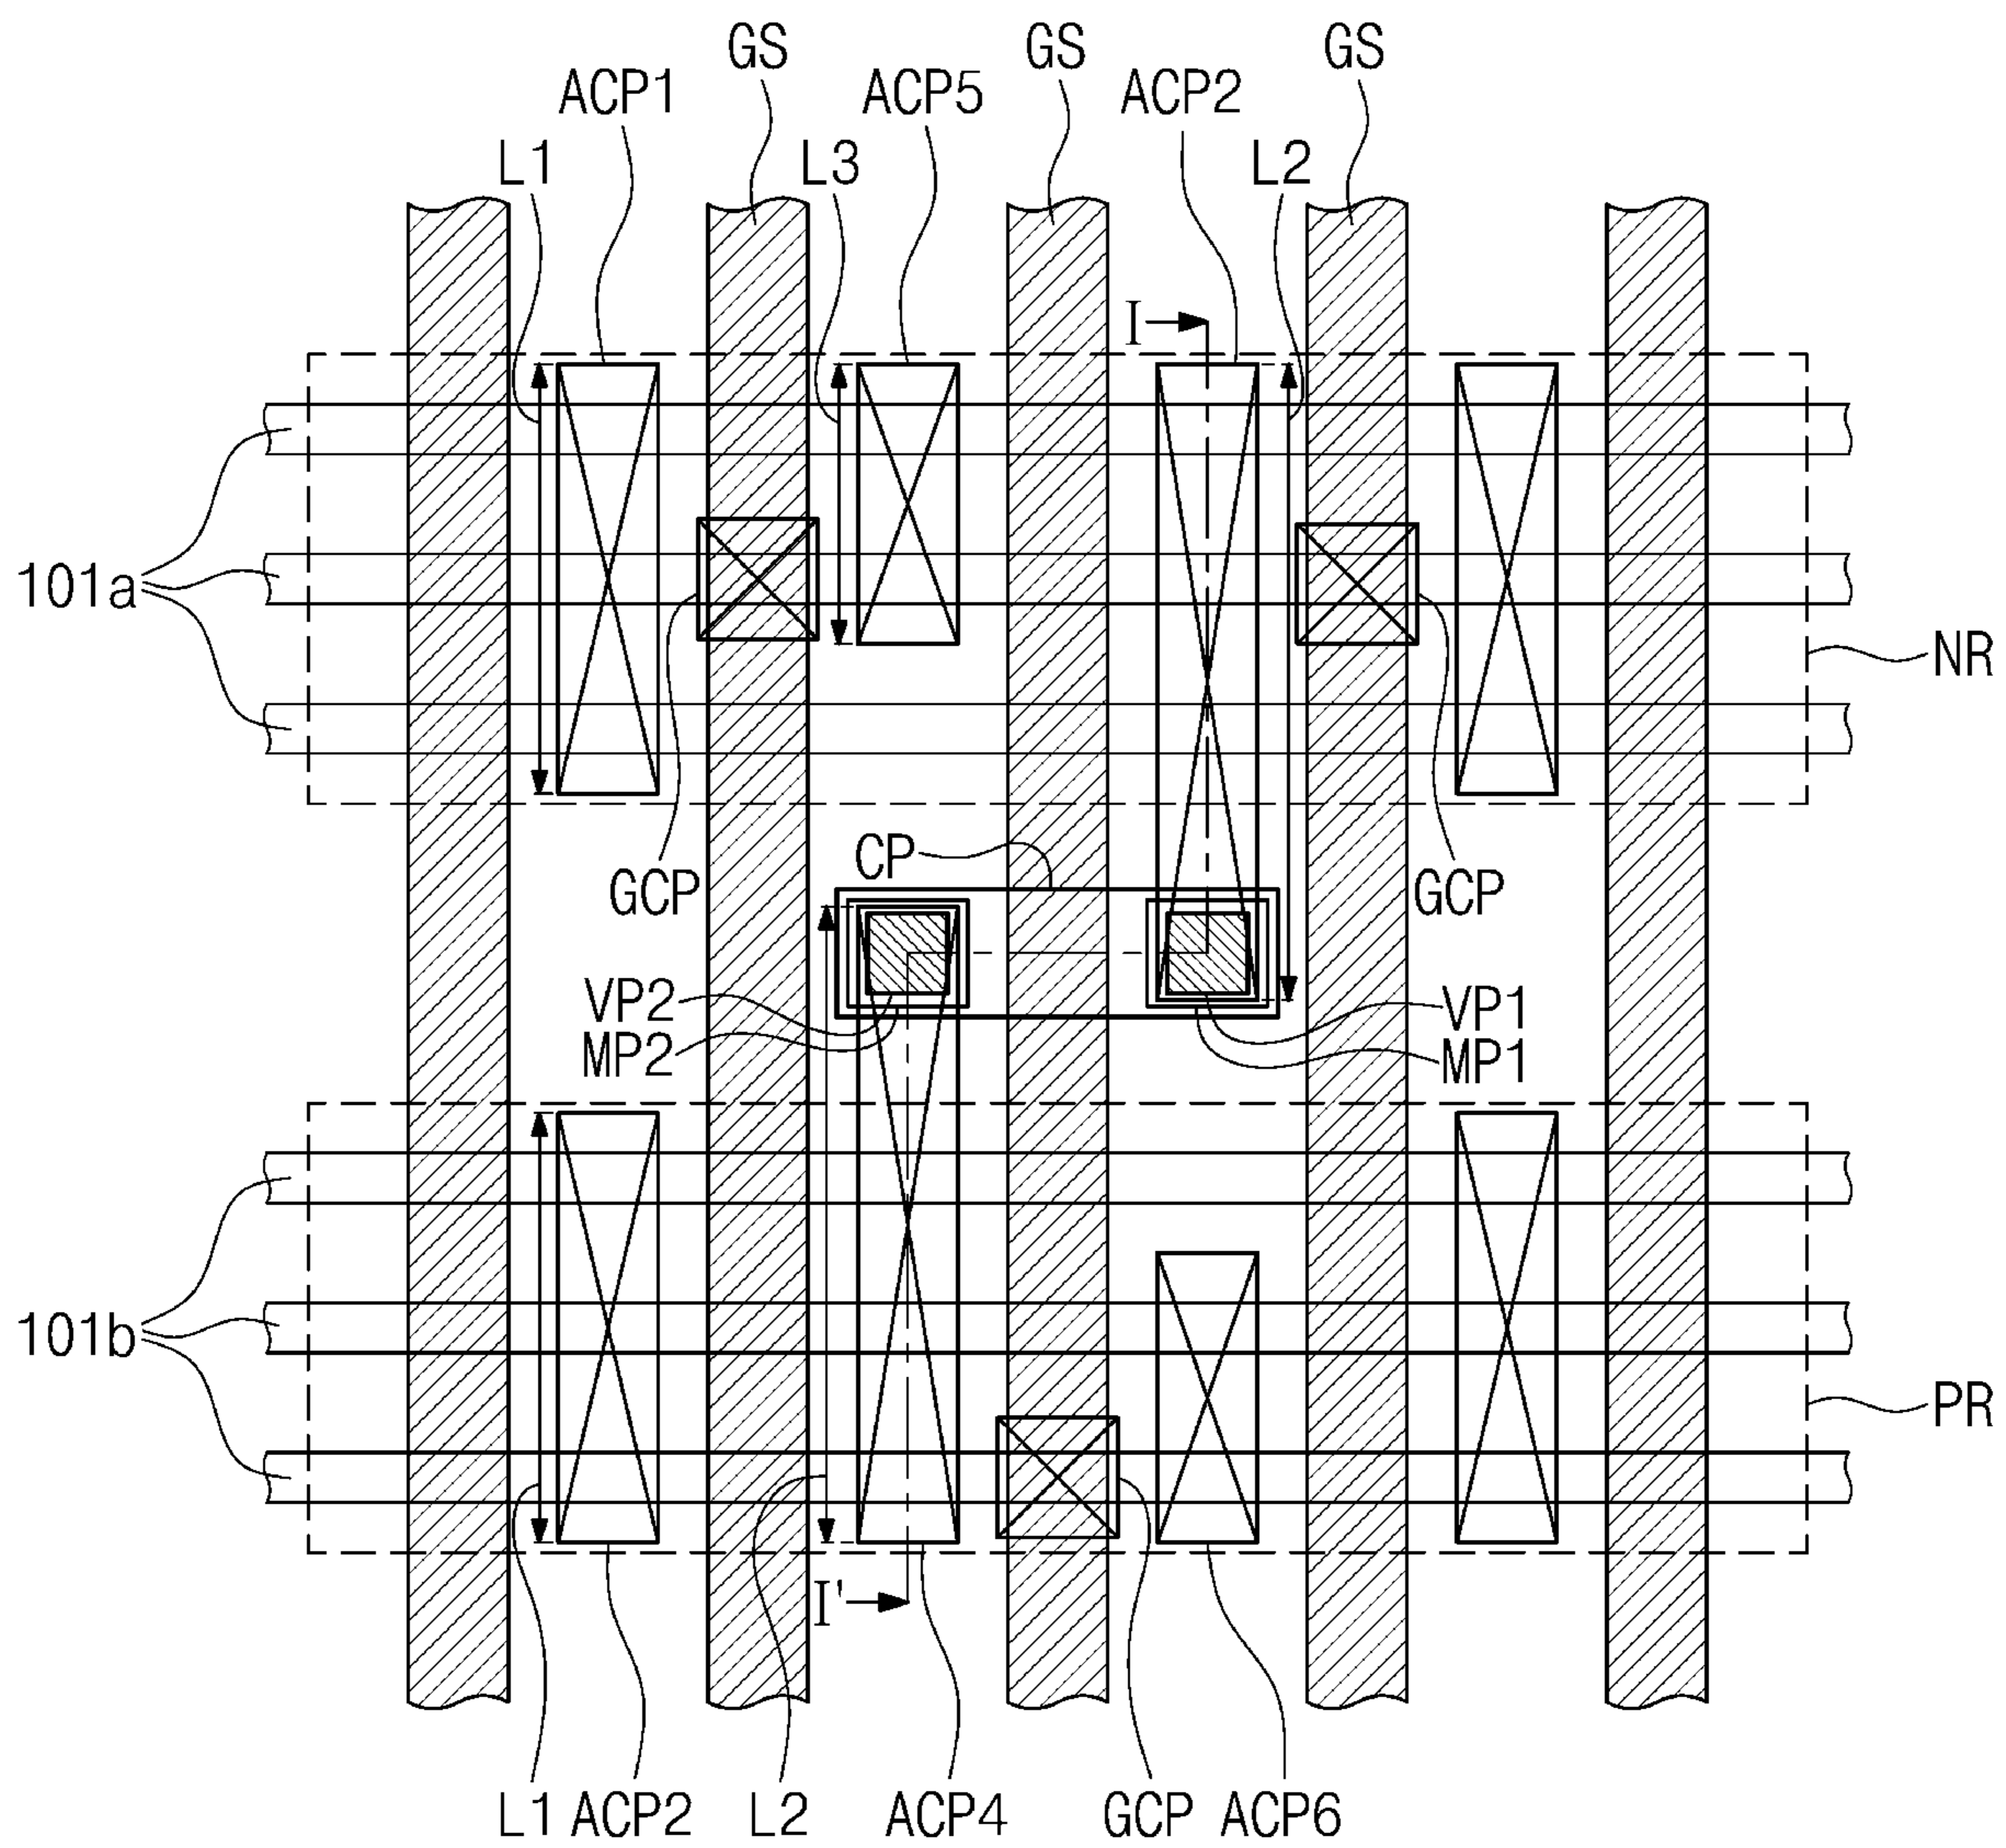 GS GS GS
ACP1 ACP5 ACP2
L1 L3 L2
I
101a
NR
CP
GCP GCP
VP2 VP1
MP2 MP1
101b
PR
I'
L1 ACP2 L2 ACP4 GCP ACP6